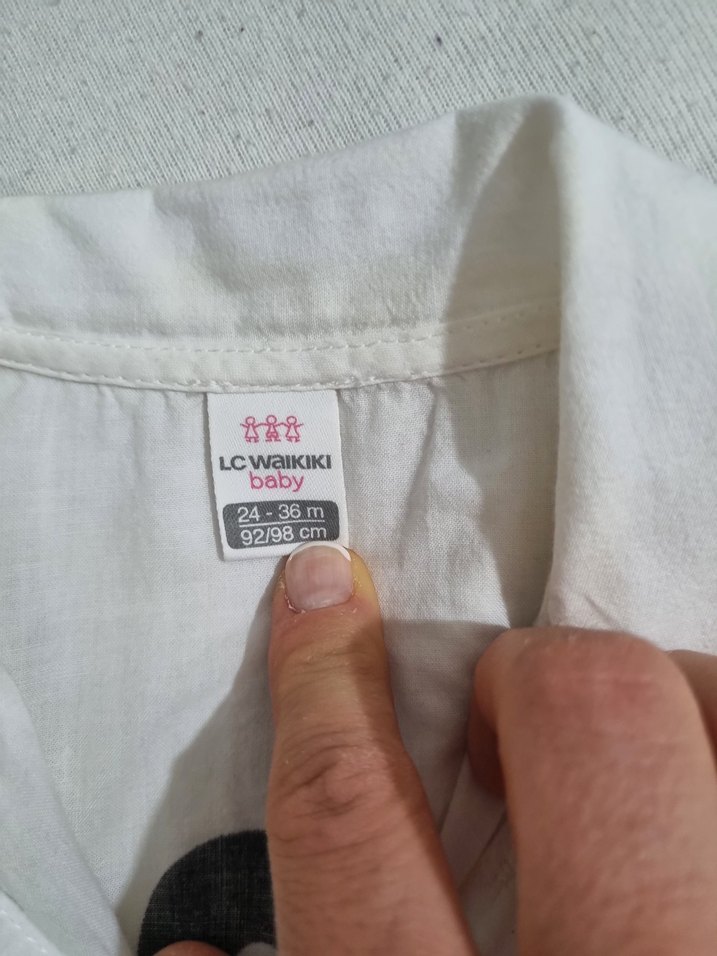 LC WAIKIKI
baby
24 - 36 m
92/98 cm